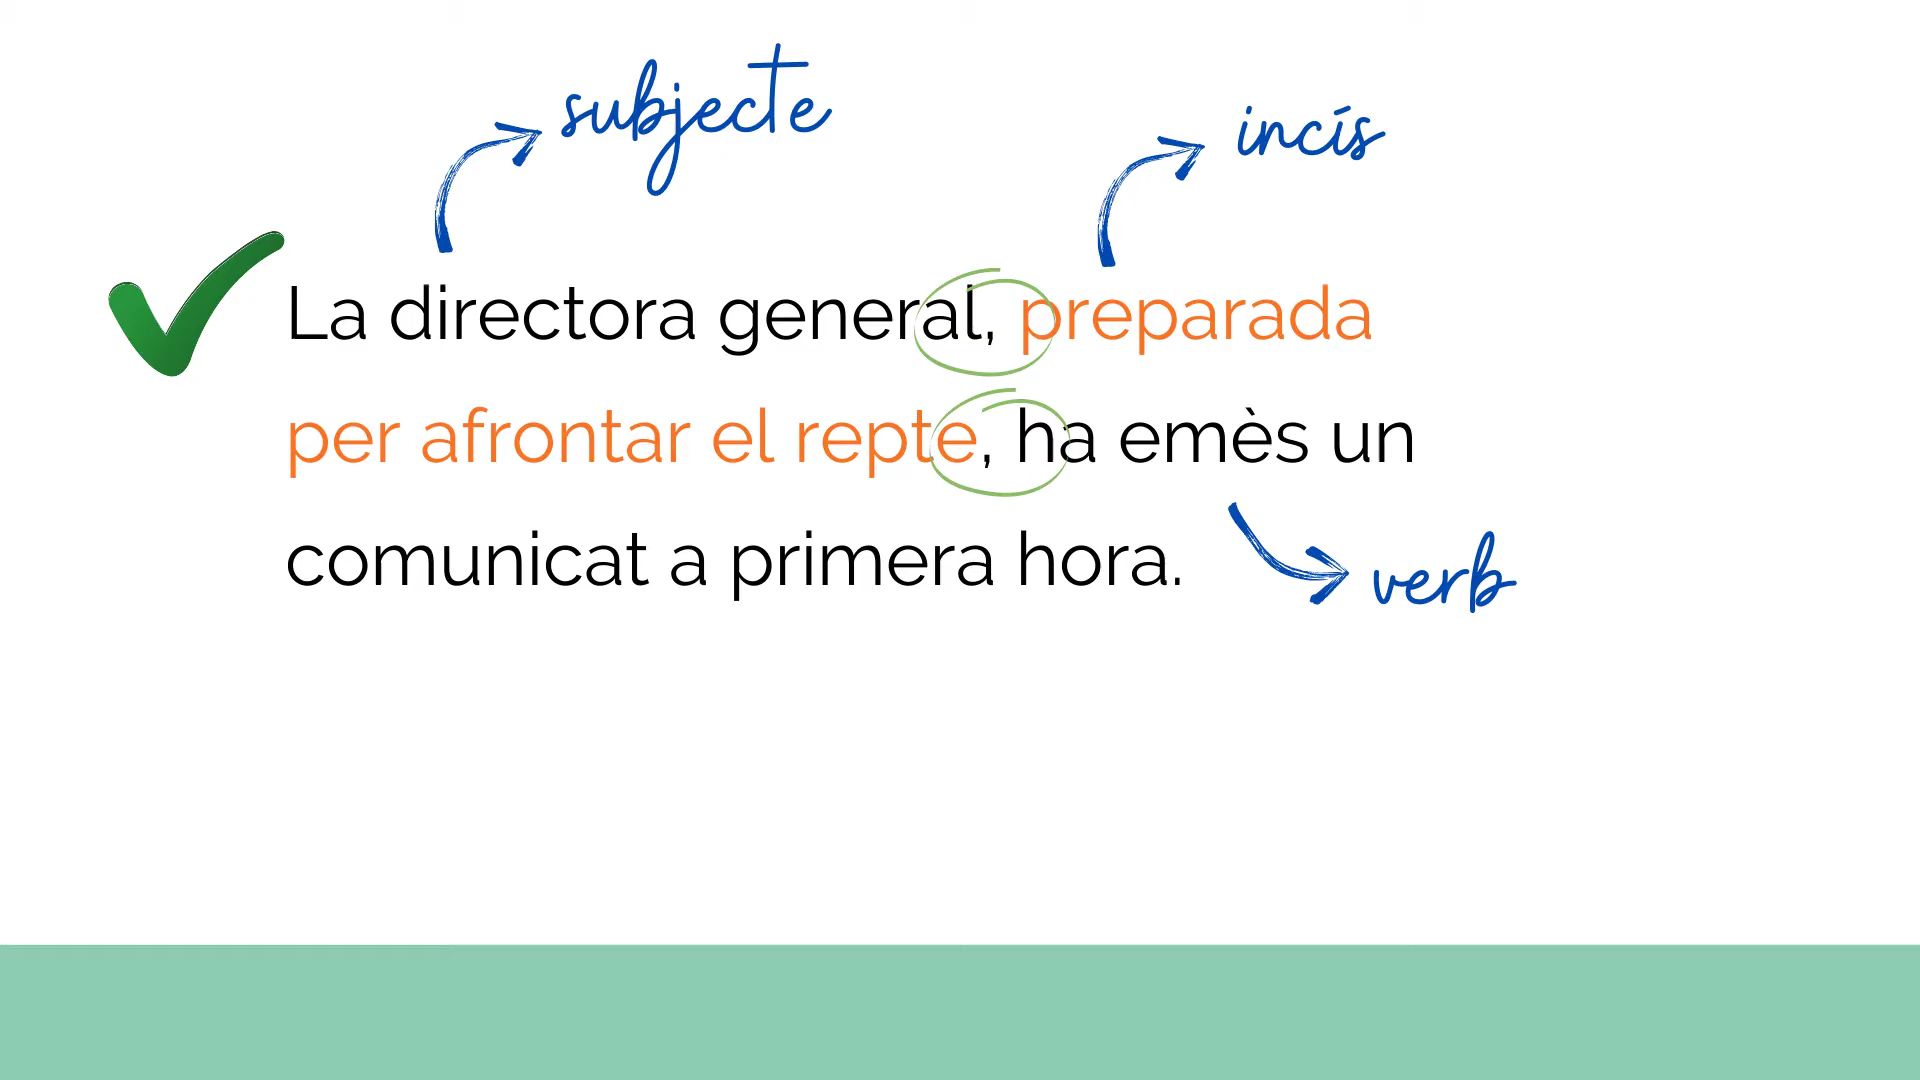 subjecte
incís
La directora general, preparada
per afrontar el repte, ha emès un
comunicat a primera hora.
verb